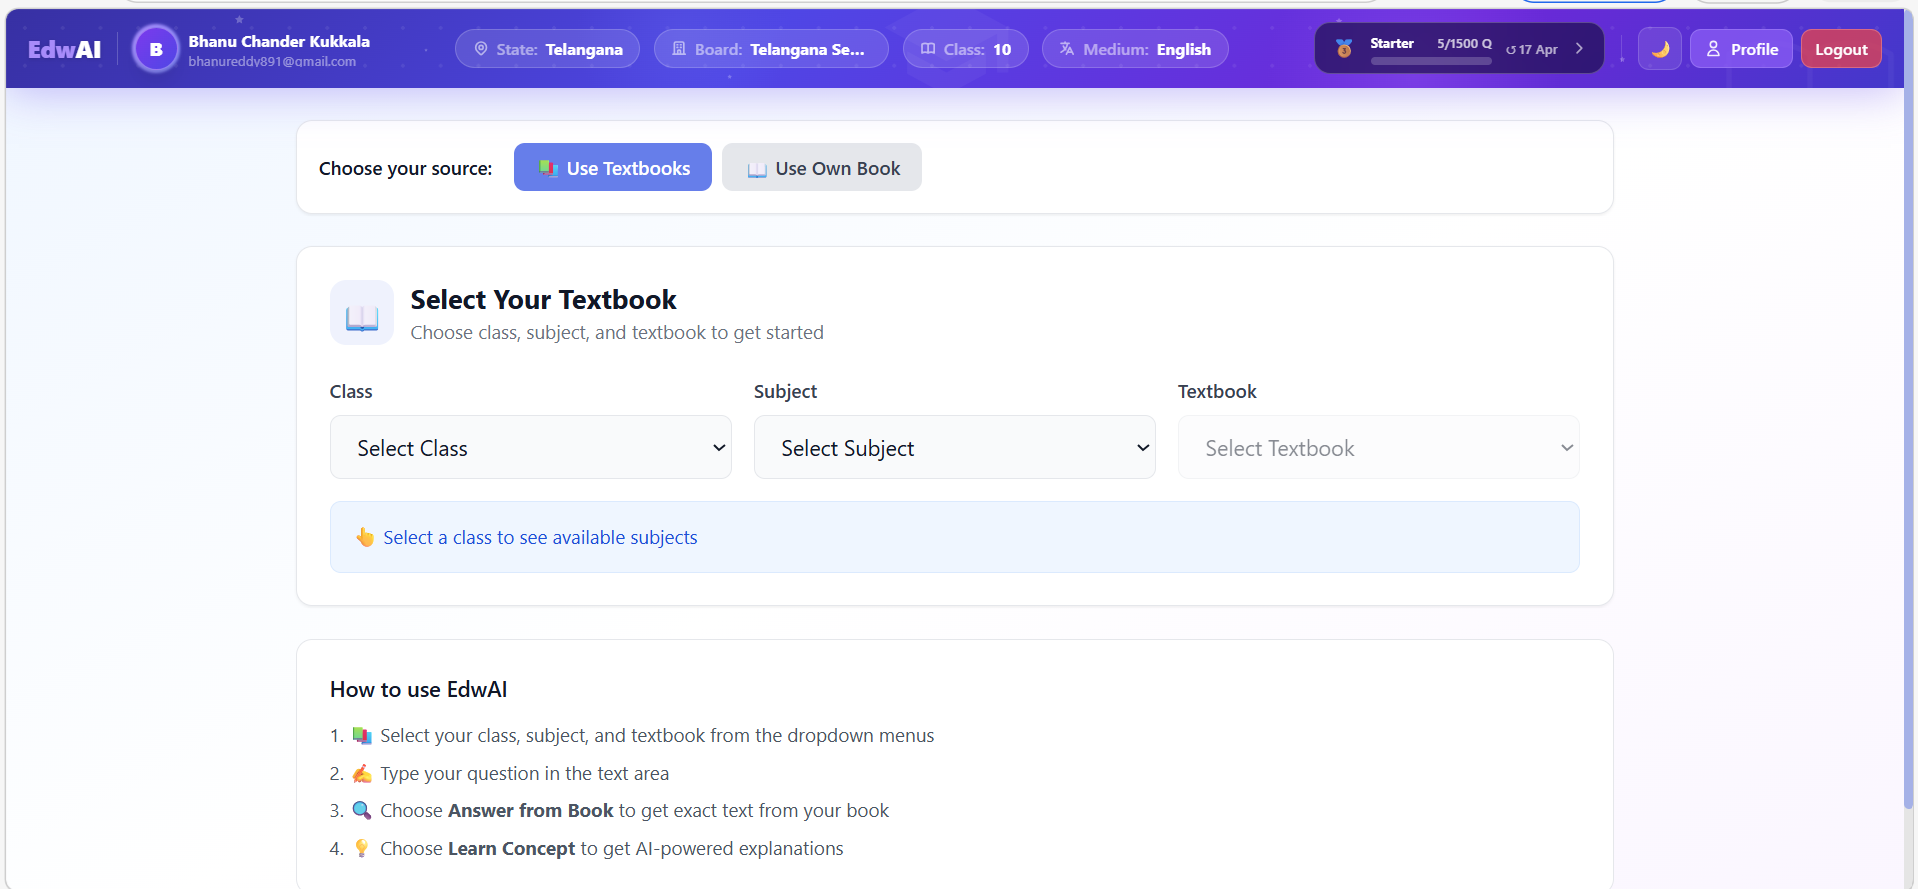 EdwAI
B
Bhanu Chander Kukkala
bhanureddy891@gmail.com
State: Telangana
Board: Telangana Se...
Class: 10
Medium: English
Starter
5/1500 Q
↺ 17 Apr
Profile
Logout
Choose your source:
Use Textbooks
Use Own Book
Select Your Textbook
Choose class, subject, and textbook to get started
Class
Subject
Textbook
Select Class
Select Subject
Select Textbook
Select a class to see available subjects
How to use EdwAI
1. Select your class, subject, and textbook from the dropdown menus
2. Type your question in the text area
3. Choose Answer from Book to get exact text from your book
4. Choose Learn Concept to get AI-powered explanations